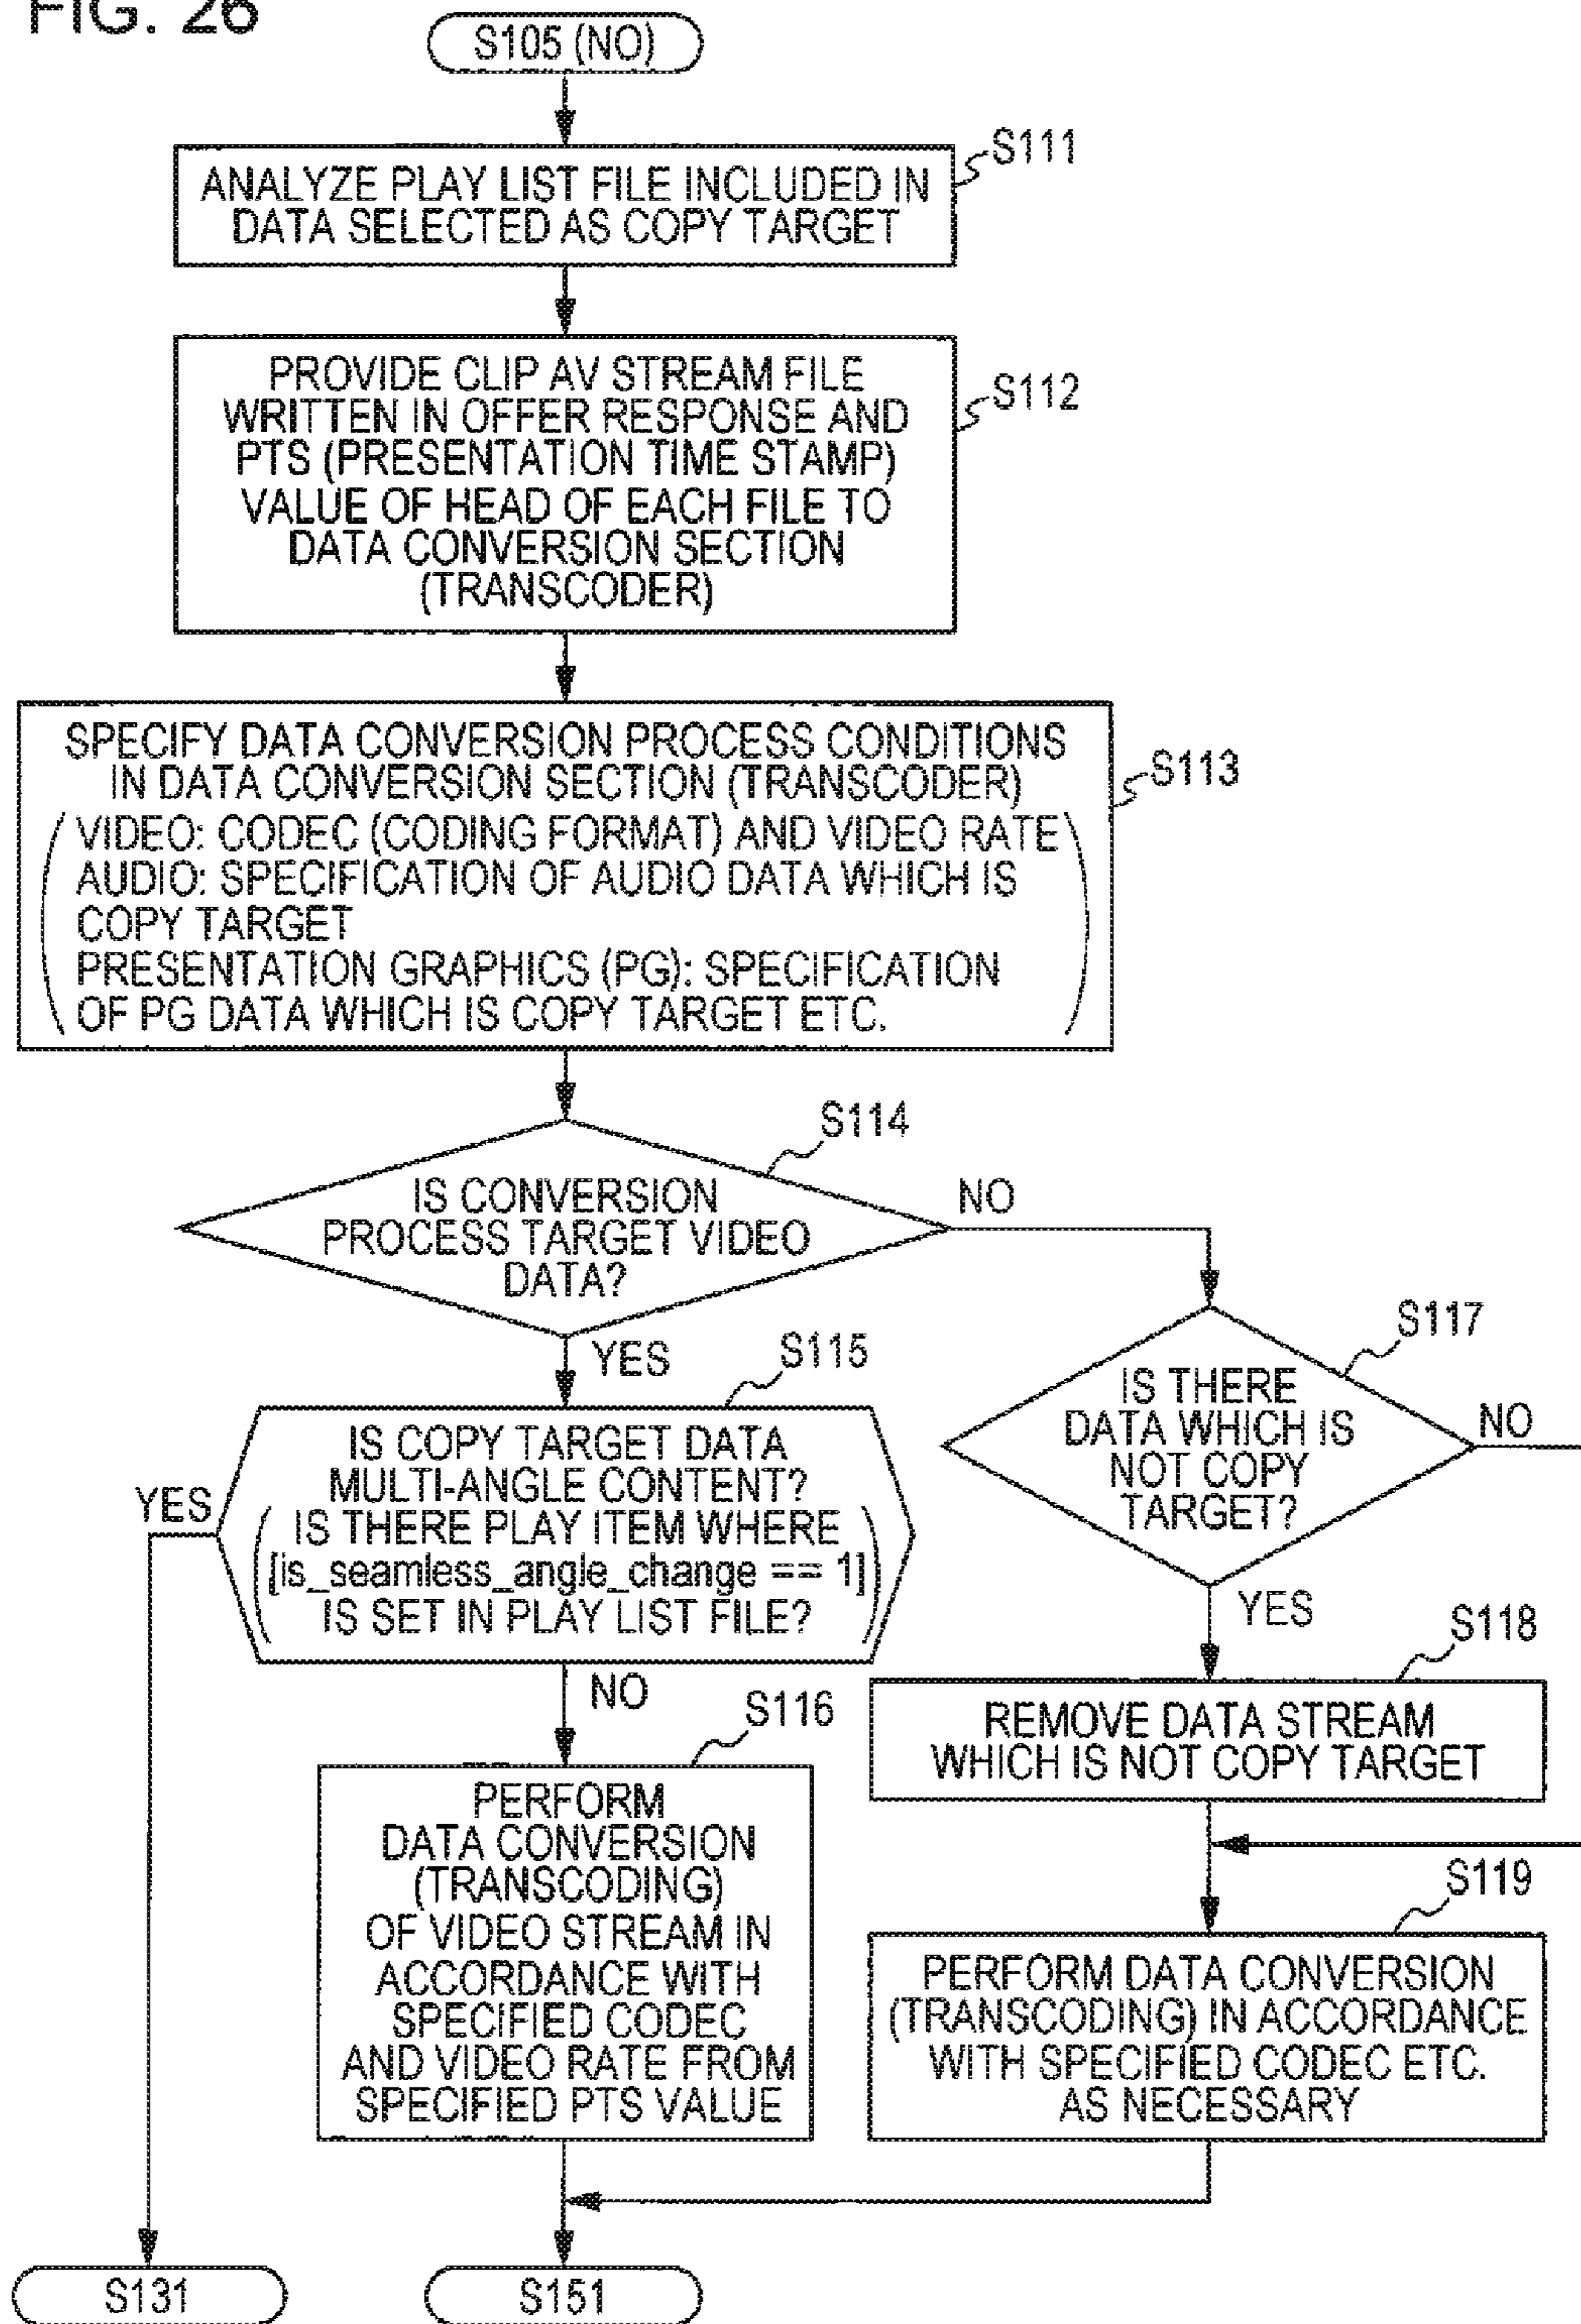 FIG. 26
S105 (NO)
S111
ANALYZE PLAY LIST FILE INCLUDED IN
DATA SELECTED AS COPY TARGET
S112
PROVIDE CLIP AV STREAM FILE
WRITTEN IN OFFER RESPONSE AND
PTS (PRESENTATION TIME STAMP)
VALUE OF HEAD OF EACH FILE TO
DATA CONVERSION SECTION
(TRANSCODER)
S113
SPECIFY DATA CONVERSION PROCESS CONDITIONS
IN DATA CONVERSION SECTION (TRANSCODER)
VIDEO: CODEC (CODING FORMAT) AND VIDEO RATE
AUDIO: SPECIFICATION OF AUDIO DATA WHICH IS
COPY TARGET
PRESENTATION GRAPHICS (PG): SPECIFICATION
OF PG DATA WHICH IS COPY TARGET ETC.
S114
IS CONVERSION
PROCESS TARGET VIDEO
DATA?
NO
YES
S115
IS COPY TARGET DATA
MULTI-ANGLE CONTENT?
(IS THERE PLAY ITEM WHERE
[is_seamless_angle_change == 1]
IS SET IN PLAY LIST FILE?)
YES
NO
S116
PERFORM
DATA CONVERSION
(TRANSCODING)
OF VIDEO STREAM IN
ACCORDANCE WITH
SPECIFIED CODEC
AND VIDEO RATE FROM
SPECIFIED PTS VALUE
S117
IS THERE
DATA WHICH IS
NOT COPY
TARGET?
NO
YES
S118
REMOVE DATA STREAM
WHICH IS NOT COPY TARGET
S119
PERFORM DATA CONVERSION
(TRANSCODING) IN ACCORDANCE
WITH SPECIFIED CODEC ETC.
AS NECESSARY
S131
S151